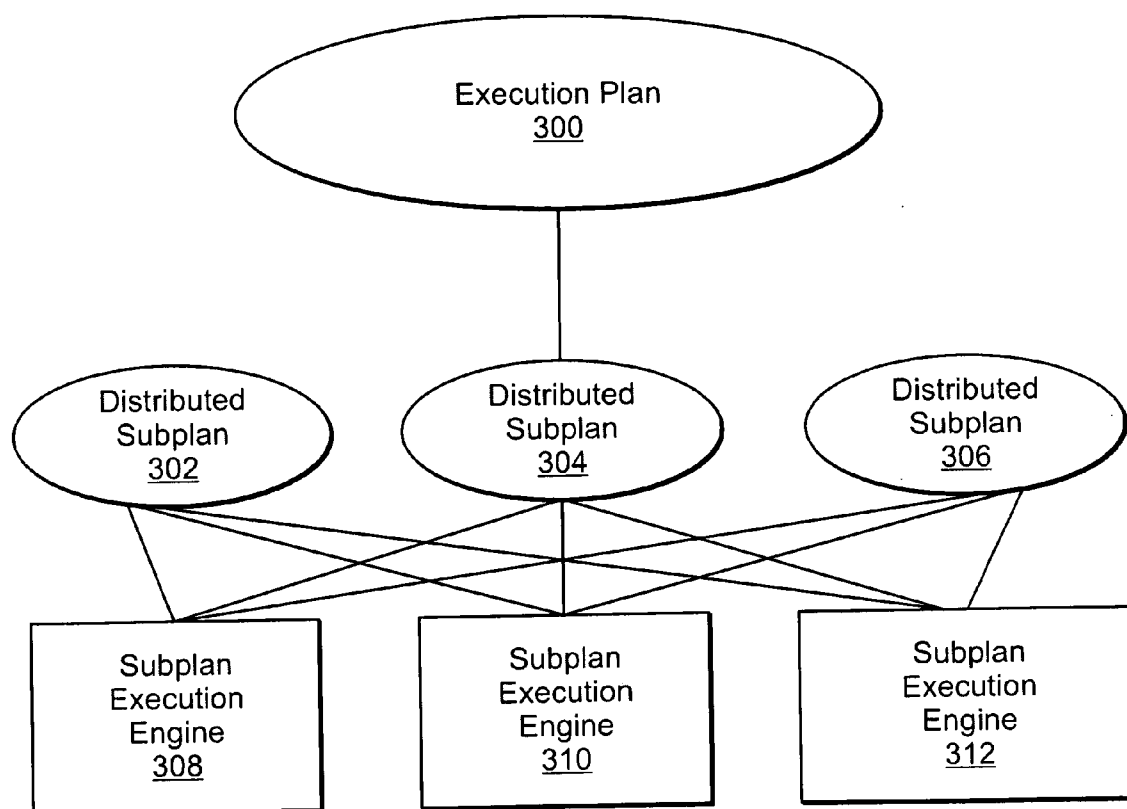 Execution Plan
300
Distributed
Subplan
302
Distributed
Subplan
304
Distributed
Subplan
306
Subplan
Execution
Engine
308
Subplan
Execution
Engine
310
Subplan
Execution
Engine
312